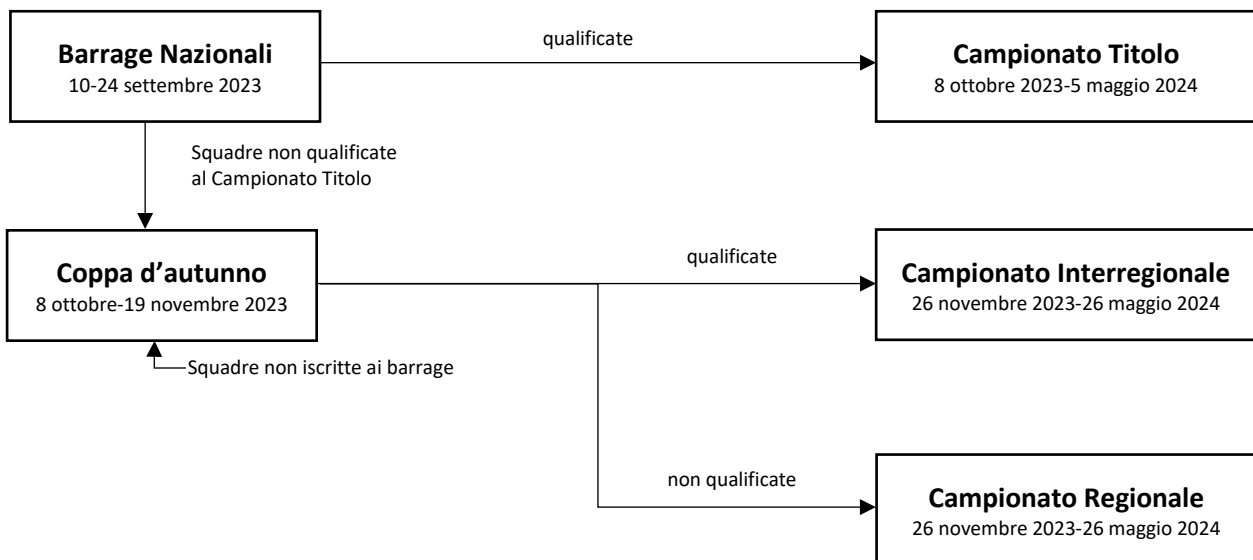 Barrage Nazionali
10-24 settembre 2023
qualificate
Campionato Titolo
8 ottobre 2023-5 maggio 2024
Squadre non qualificate
al Campionato Titolo
Coppa d’autunno
8 ottobre-19 novembre 2023
qualificate
Campionato Interregionale
26 novembre 2023-26 maggio 2024
Squadre non iscritte ai barrage
non qualificate
Campionato Regionale
26 novembre 2023-26 maggio 2024